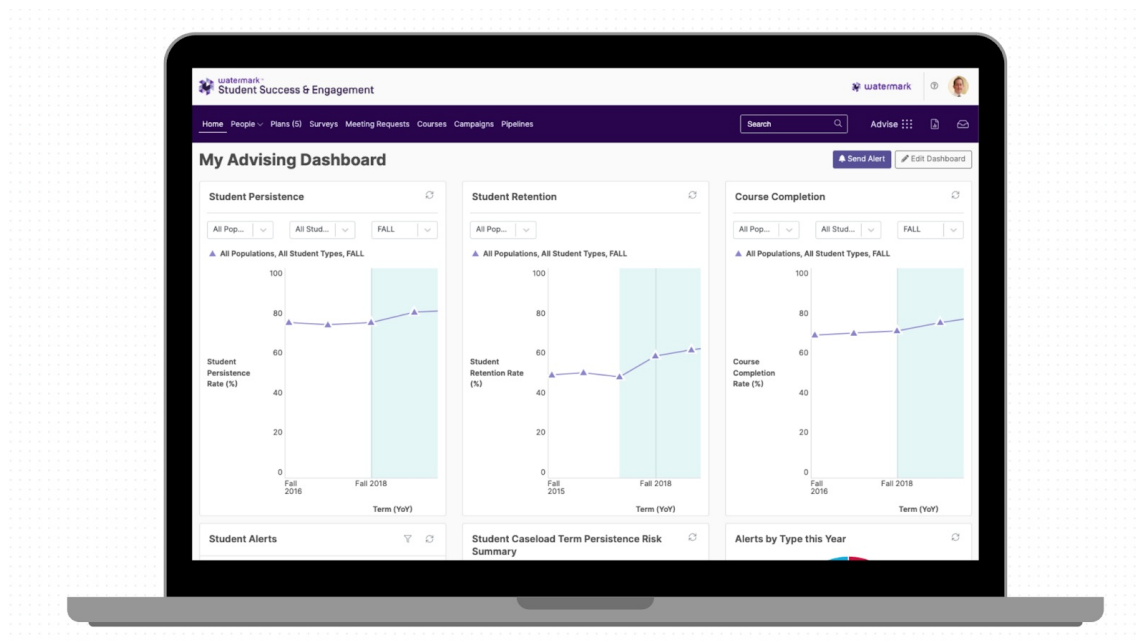 watermark
Student Success & Engagement
watermark
Home People Plans (5) Surveys Meeting Requests Courses Campaigns Pipelines
Search
Advise
My Advising Dashboard
Send Alert
Edit Dashboard
Student Persistence
All Pop...
All Stud...
FALL
All Populations, All Student Types, FALL
100
80
60
40
20
0
Student
Persistence
Rate (%)
Fall
2016
Fall 2018
Term (YoY)
Student Retention
All Pop...
All Populations, All Student Types, FALL
100
80
60
40
20
0
Student
Retention Rate
(%)
Fall
2015
Fall 2018
Term (YoY)
Course Completion
All Pop...
All Stud...
FALL
All Populations, All Student Types, FALL
100
80
60
40
20
0
Course
Completion
Rate (%)
Fall
2016
Fall 2018
Term (YoY)
Student Alerts
Student Caseload Term Persistence Risk
Summary
Alerts by Type this Year